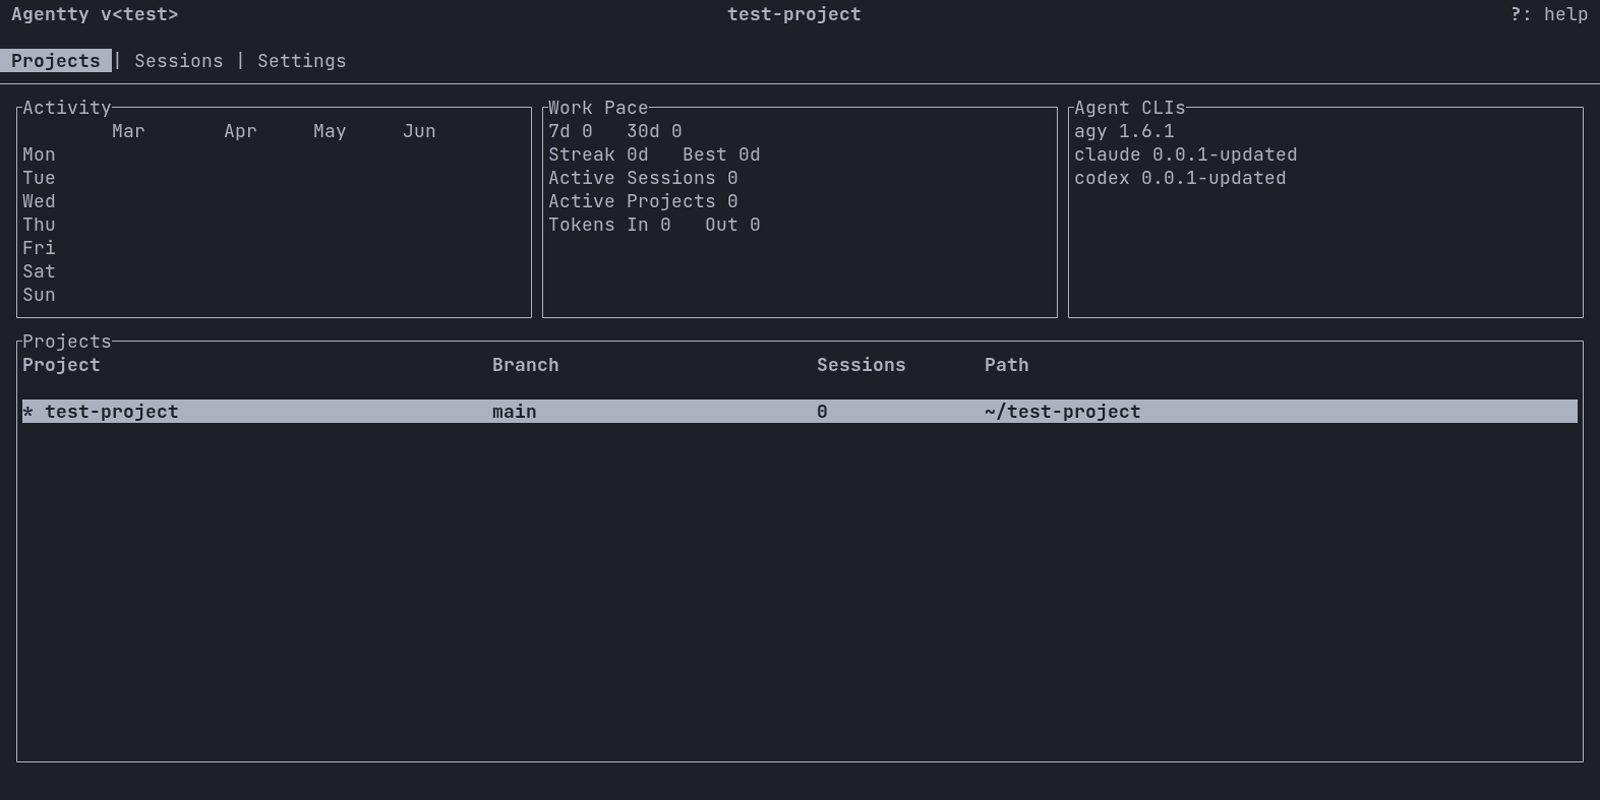 Agentty v<test> test-project ?: help
Projects | Sessions | Settings
Activity
Mar Apr May Jun
Mon
Tue
Wed
Thu
Fri
Sat
Sun
Work Pace
7d 0 30d 0
Streak 0d Best 0d
Active Sessions 0
Active Projects 0
Tokens In 0 Out 0
Agent CLIs
agy 1.6.1
claude 0.0.1-updated
codex 0.0.1-updated
Projects
Project Branch Sessions Path
* test-project main 0 ~/test-project